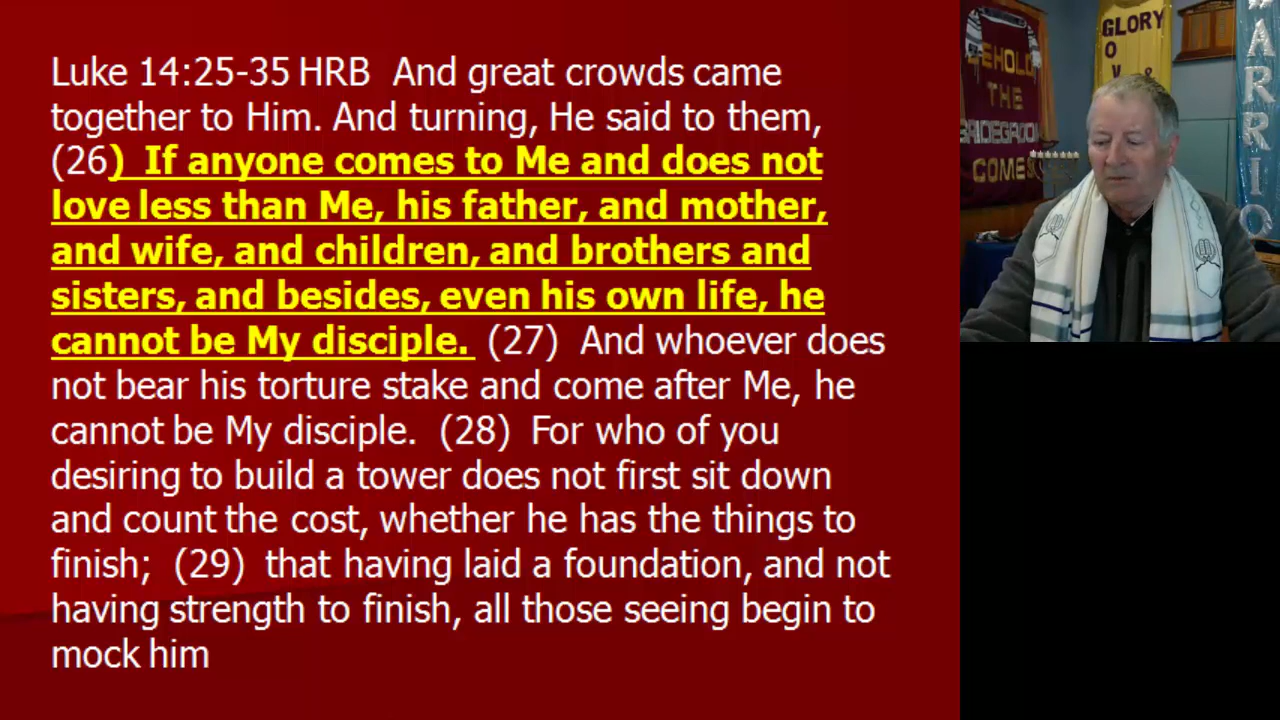 Luke 14:25-35 HRB  And great crowds came
together to Him. And turning, He said to them,
(26)  If anyone comes to Me and does not
love less than Me, his father, and mother,
and wife, and children, and brothers and
sisters, and besides, even his own life, he
cannot be My disciple.  (27)  And whoever does
not bear his torture stake and come after Me, he
cannot be My disciple.  (28)  For who of you
desiring to build a tower does not first sit down
and count the cost, whether he has the things to
finish;  (29)  that having laid a foundation, and not
having strength to finish, all those seeing begin to
mock him
BEHOLD
THE
BRIDEGROOM
COMES
GLORY